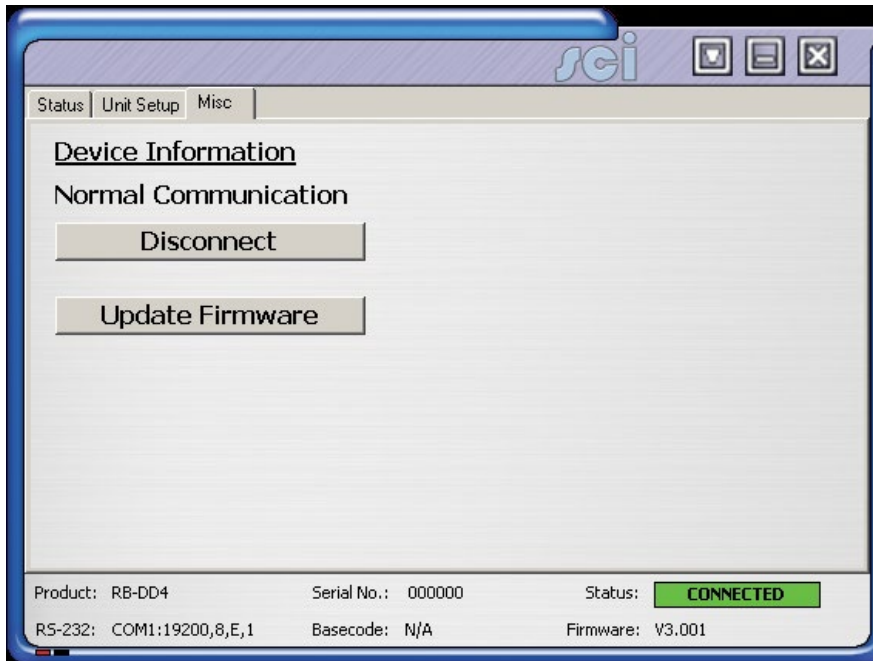 sci
Status Unit Setup Misc
Device Information
Normal Communication
Disconnect
Update Firmware
Product: RB-DD4 Serial No.: 000000 Status: CONNECTED
RS-232: COM1:19200,8,E,1 Basecode: N/A Firmware: V3.001